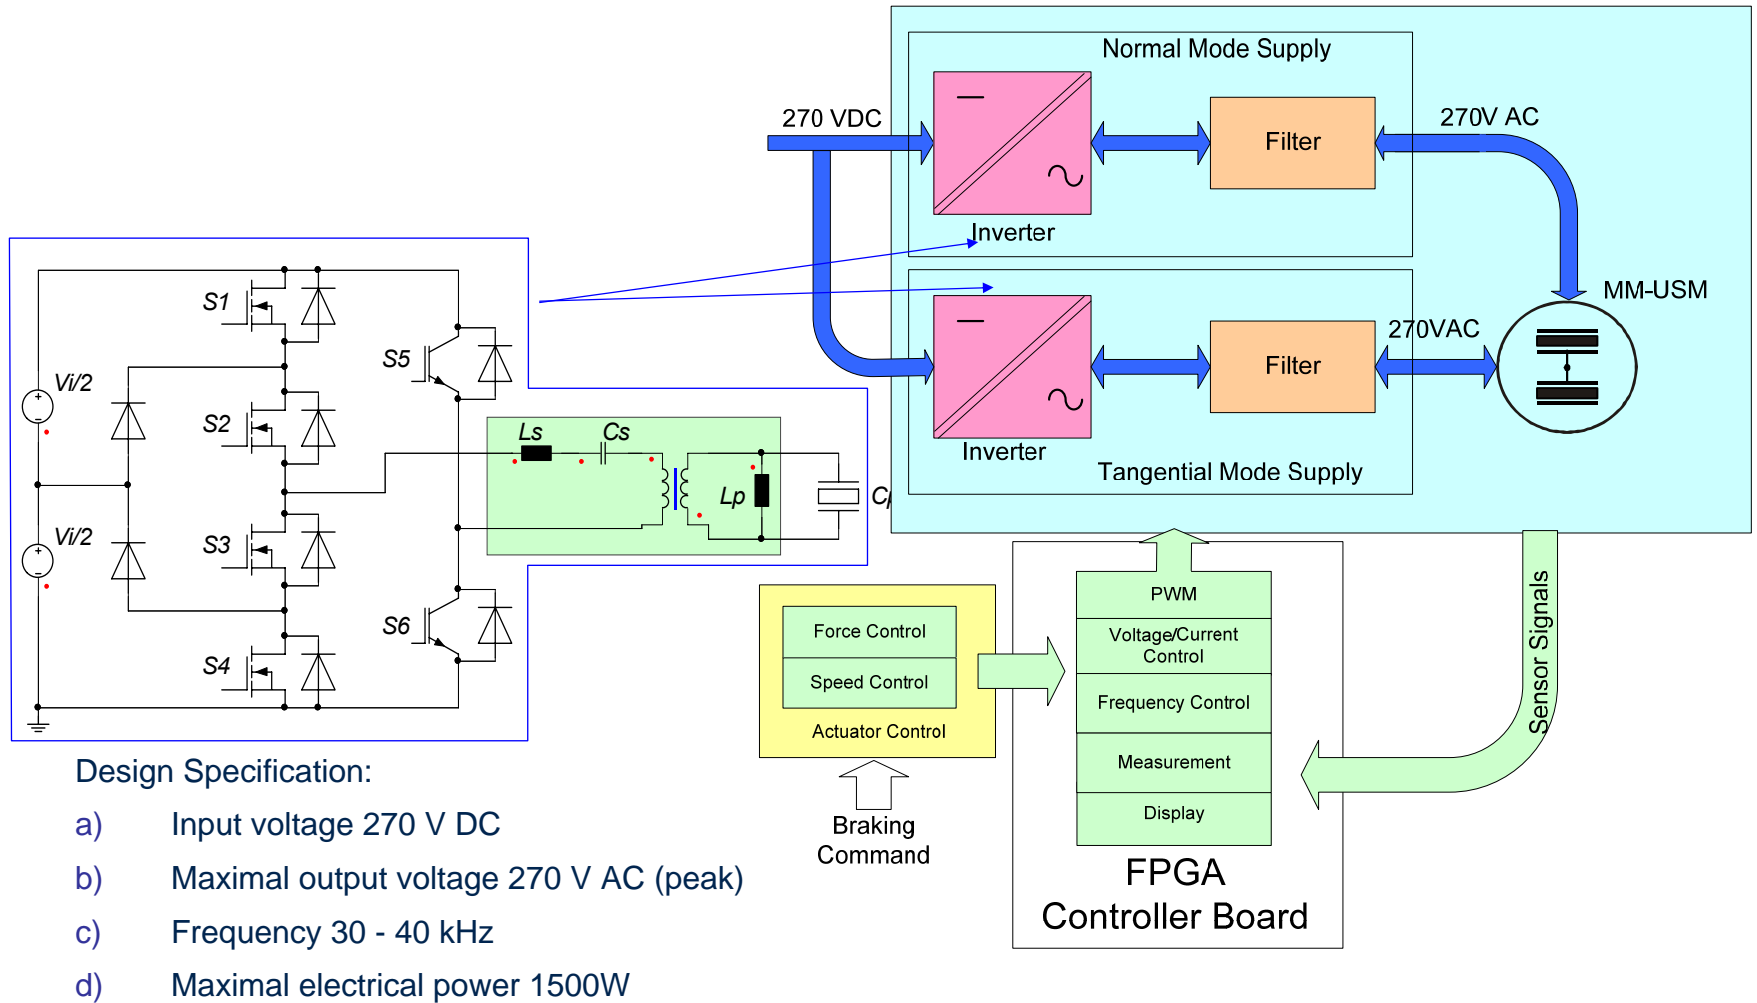 Normal Mode Supply
270 VDC
Filter
270V AC
Inverter
MM-USM
270VAC
Filter
Inverter
Tangential Mode Supply
S1
S5
Vi/2
S2
Ls
Cs
Lp
S3
Vi/2
S6
S4
PWM
Voltage/Current
Control
Frequency Control
Measurement
Display
FPGA
Controller Board
Sensor Signals
Force Control
Speed Control
Actuator Control
Braking
Command
Design Specification:
a) Input voltage 270 V DC
b) Maximal output voltage 270 V AC (peak)
c) Frequency 30 - 40 kHz
d) Maximal electrical power 1500W